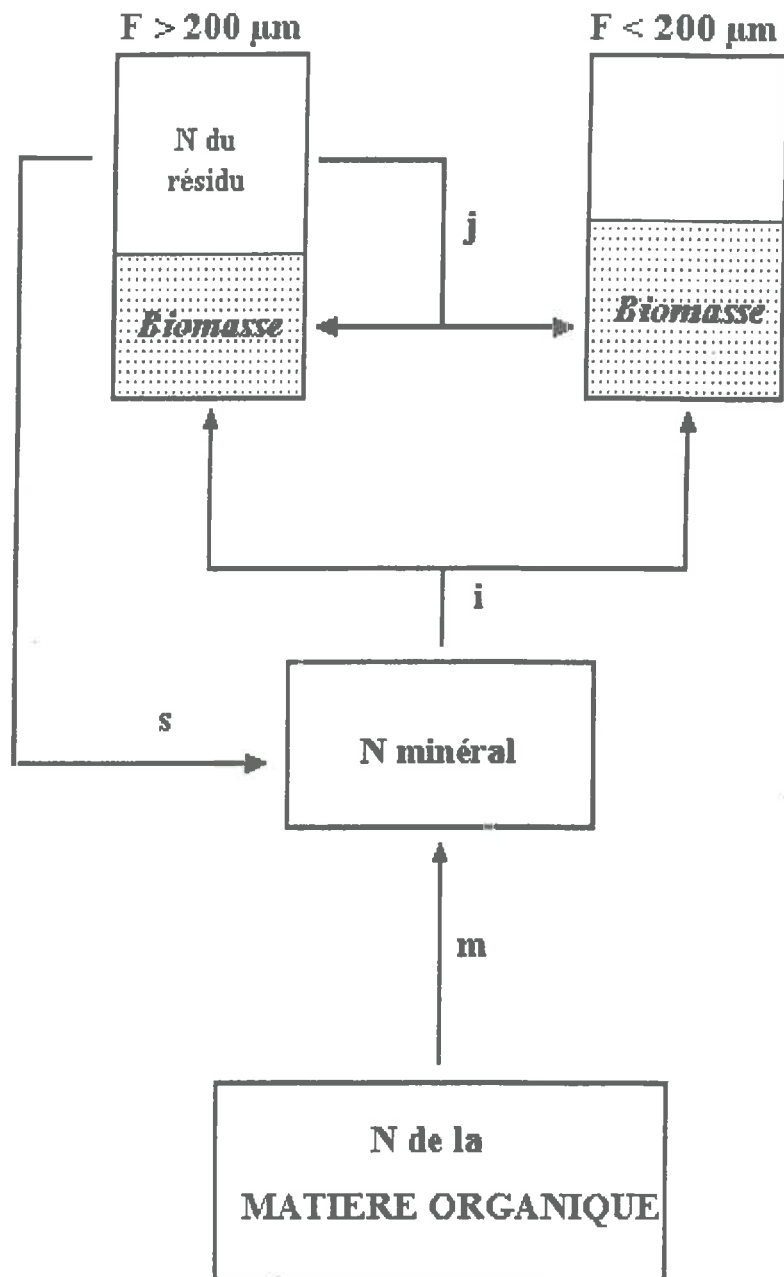 F > 200 µm
F < 200 µm
N du
résidu
j
Biomasse
Biomasse
i
s
N minéral
m
N de la
MATIERE ORGANIQUE